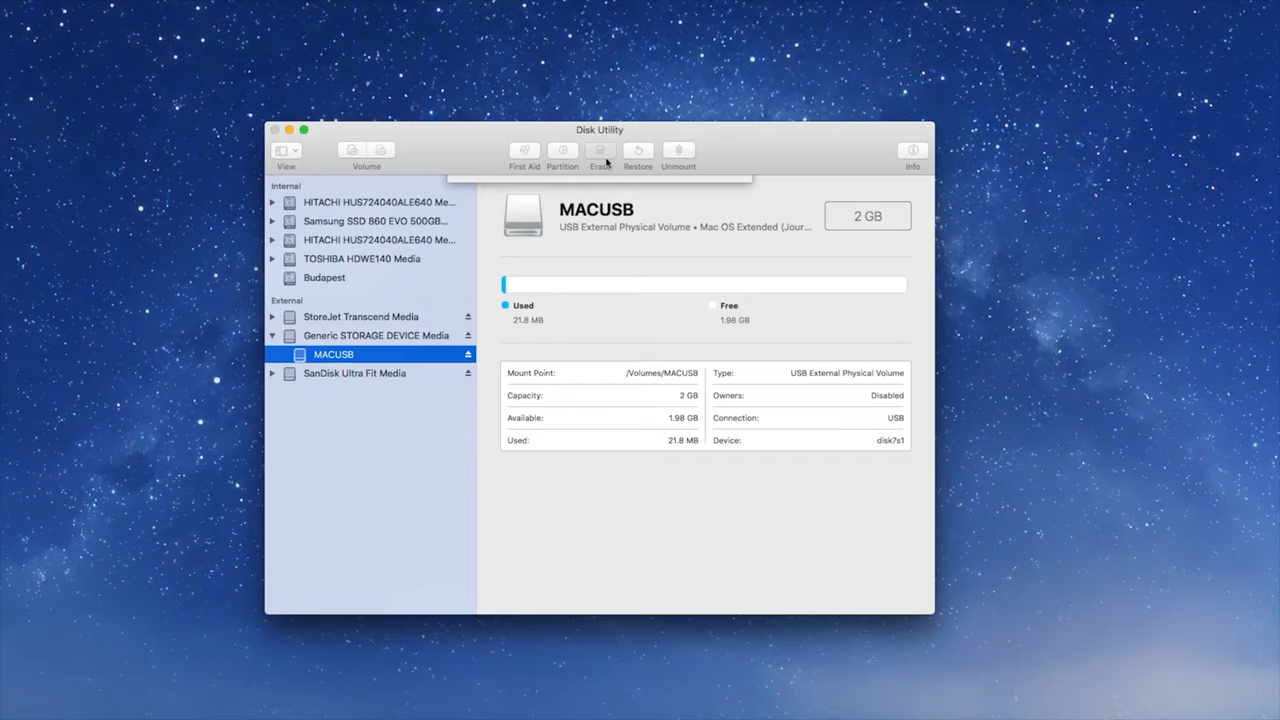 Disk Utility
View
Volume
First Aid
Partition
Erase
Restore
Unmount
Info
Internal
HITACHI HUS724040ALE640 Me...
Samsung SSD 860 EVO 500GB...
HITACHI HUS724040ALE640 Me...
TOSHIBA HDWE140 Media
Budapest
External
StoreJet Transcend Media
Generic STORAGE DEVICE Media
MACUSB
SanDisk Ultra Fit Media
MACUSB
USB External Physical Volume • Mac OS Extended (Jour...
2 GB
Used
21.8 MB
Free
1.98 GB
Mount Point: /Volumes/MACUSB
Capacity: 2 GB
Available: 1.98 GB
Used: 21.8 MB
Type: USB External Physical Volume
Owners: Disabled
Connection: USB
Device: disk7s1